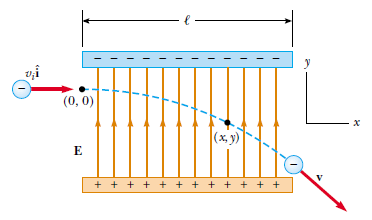 ℓ
− − − − − − − − − − − −
y
vᵢî
−
(0, 0)
x
(x, y)
E
−
v
+ + + + + + + + + + + +